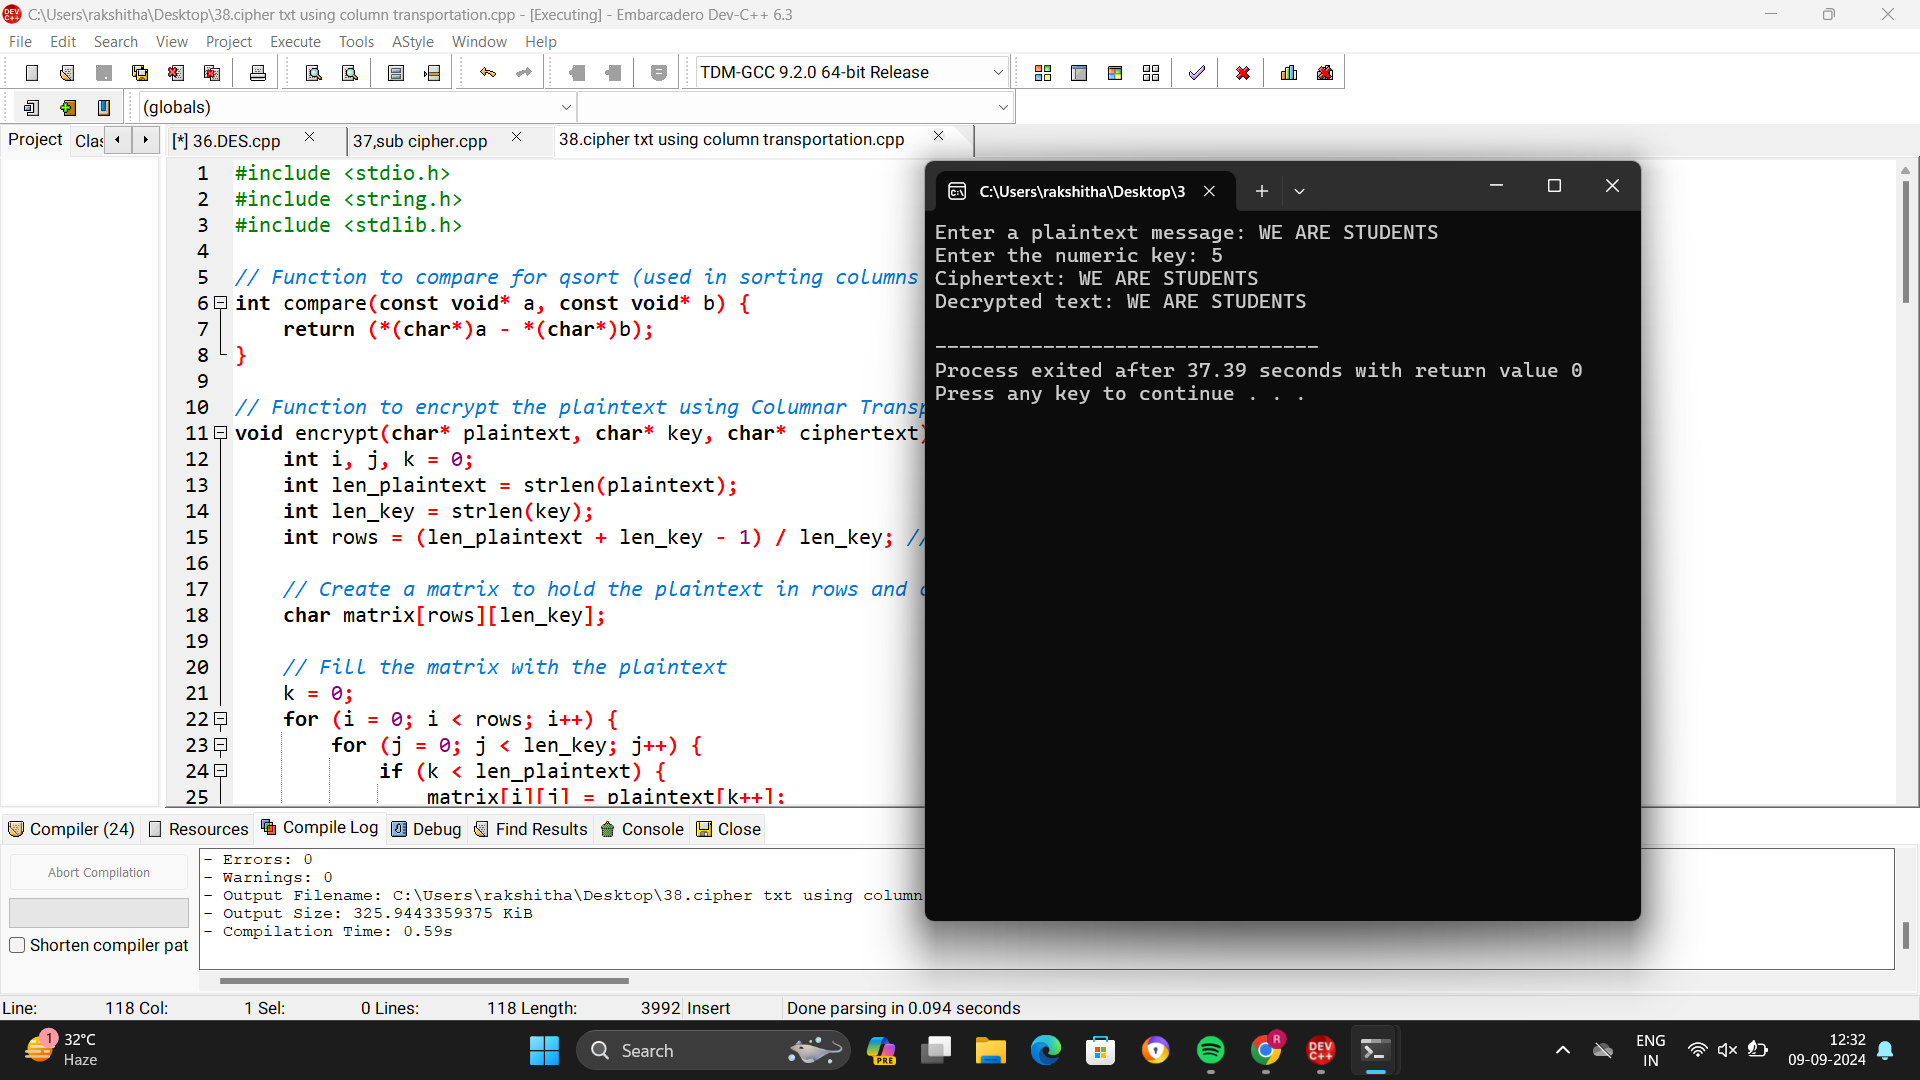 C:\Users\rakshitha\Desktop\38.cipher txt using column transportation.cpp - [Executing] - Embarcadero Dev-C++ 6.3
File Edit Search View Project Execute Tools AStyle Window Help
TDM-GCC 9.2.0 64-bit Release
(globals)
Project Clas [*] 36.DES.cpp 37,sub cipher.cpp 38.cipher txt using column transportation.cpp
1 #include <stdio.h>
2 #include <string.h>
3 #include <stdlib.h>
4
5 // Function to compare for qsort (used in sorting columns
6 int compare(const void* a, const void* b) {
7 return (*(char*)a - *(char*)b);
8 }
9
10 // Function to encrypt the plaintext using Columnar Transp
11 void encrypt(char* plaintext, char* key, char* ciphertext)
12 int i, j, k = 0;
13 int len_plaintext = strlen(plaintext);
14 int len_key = strlen(key);
15 int rows = (len_plaintext + len_key - 1) / len_key; //
16
17 // Create a matrix to hold the plaintext in rows and
18 char matrix[rows][len_key];
19
20 // Fill the matrix with the plaintext
21 k = 0;
22 for (i = 0; i < rows; i++) {
23 for (j = 0; j < len_key; j++) {
24 if (k < len_plaintext) {
25 matrix[i][j] = plaintext[k++];
C:\Users\rakshitha\Desktop\3
Enter a plaintext message: WE ARE STUDENTS
Enter the numeric key: 5
Ciphertext: WE ARE STUDENTS
Decrypted text: WE ARE STUDENTS
--------------------------------
Process exited after 37.39 seconds with return value 0
Press any key to continue . . .
Compiler (24) Resources Compile Log Debug Find Results Console Close
Abort Compilation
Shorten compiler pat
- Errors: 0
- Warnings: 0
- Output Filename: C:\Users\rakshitha\Desktop\38.cipher txt using column
- Output Size: 325.9443359375 KiB
- Compilation Time: 0.59s
Line: 118 Col: 1 Sel: 0 Lines: 118 Length: 3992 Insert Done parsing in 0.094 seconds
1
32°C
Haze
Search
PRE
R
DEV
C++
ENG
IN
12:32
09-09-2024